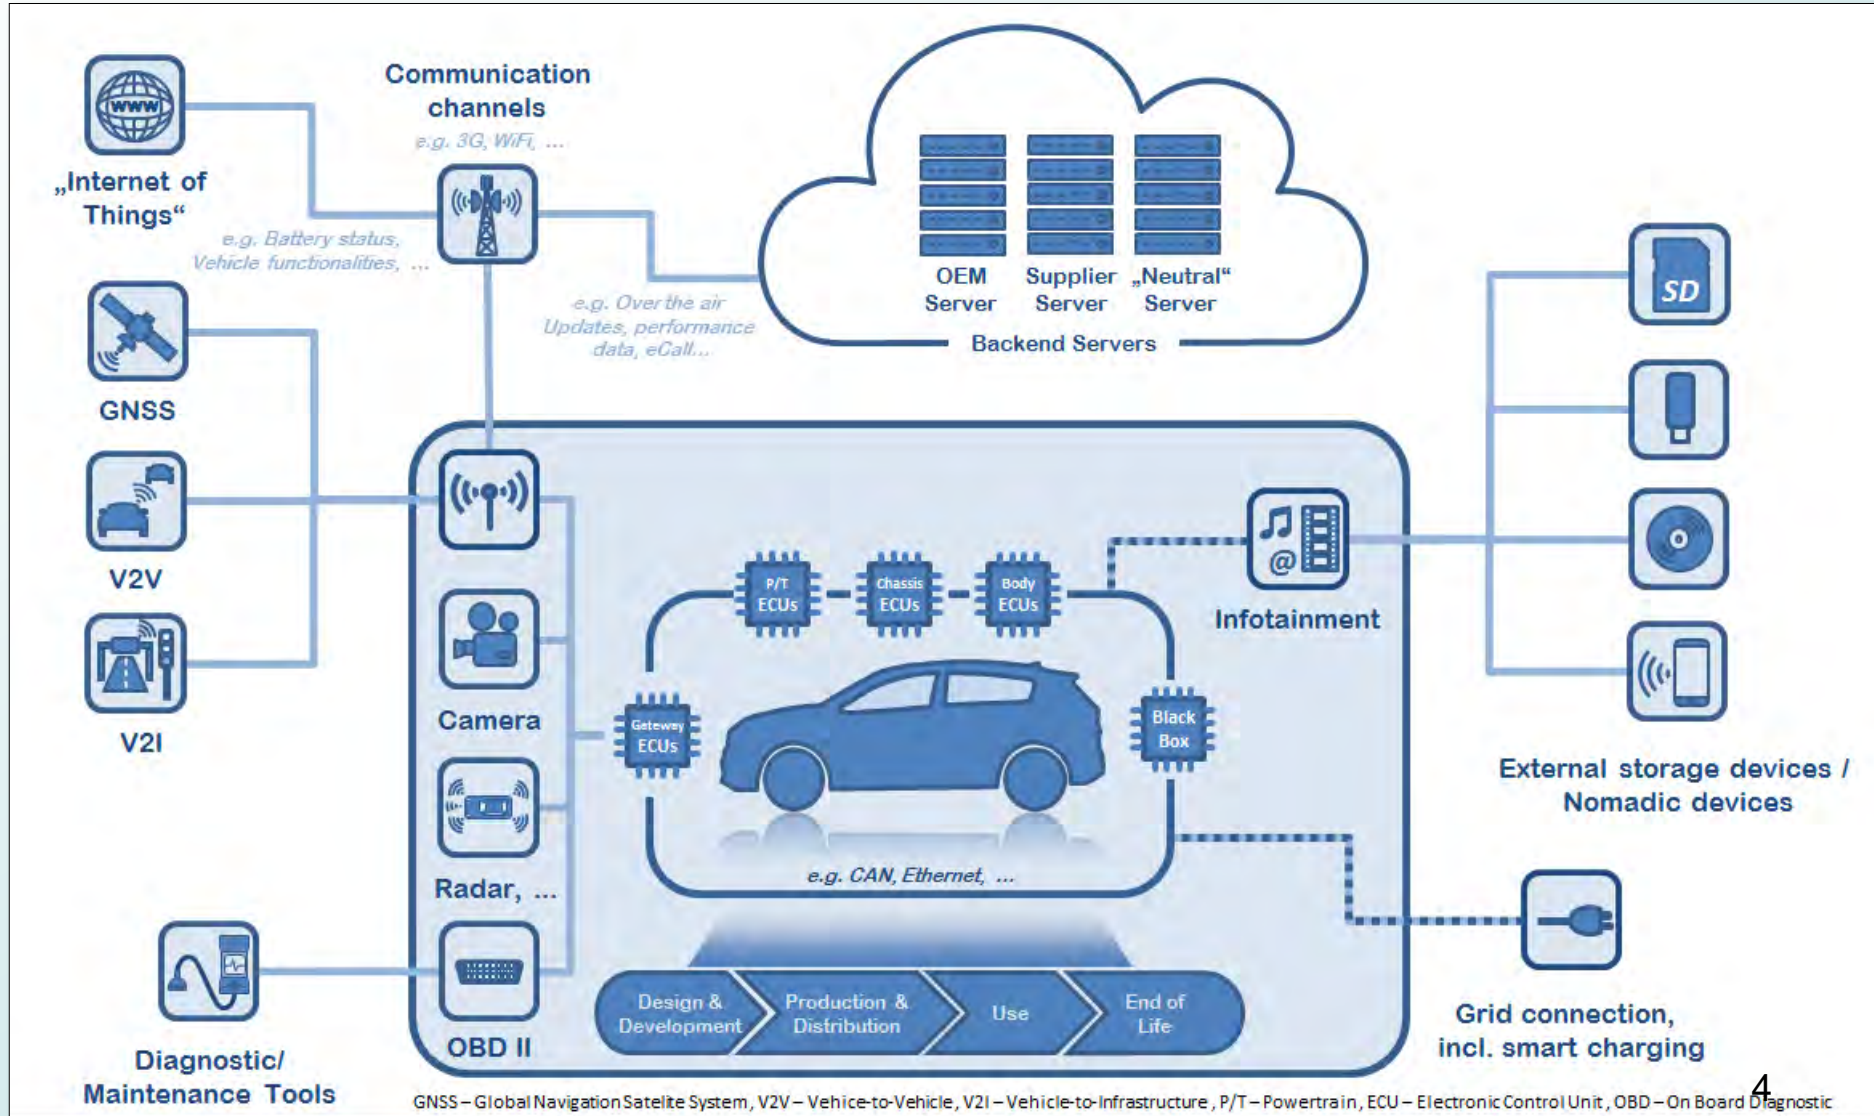 www
„Internet of
Things“
Communication
channels
e.g. 3G, WiFi, ...
e.g. Battery status,
Vehicle functionalities, ...
e.g. Over the air
Updates, performance
data, eCall...
OEM
Server
Supplier
Server
„Neutral“
Server
Backend Servers
GNSS
V2V
V2I
Camera
Radar, ...
OBD II
Diagnostic/
Maintenance Tools
P/T
ECUs
Chassis
ECUs
Body
ECUs
Gateway
ECUs
Black
Box
e.g. CAN, Ethernet, ...
@
Infotainment
SD
External storage devices /
Nomadic devices
Grid connection,
incl. smart charging
Design &
Development
Production &
Distribution
Use
End of
Life
4
GNSS – Global Navigation Satelite System, V2V – Vehice-to-Vehicle, V2I – Vehicle-to-Infrastructure, P/T – Powertrain, ECU – Electronic Control Unit, OBD – On Board Diagnostic